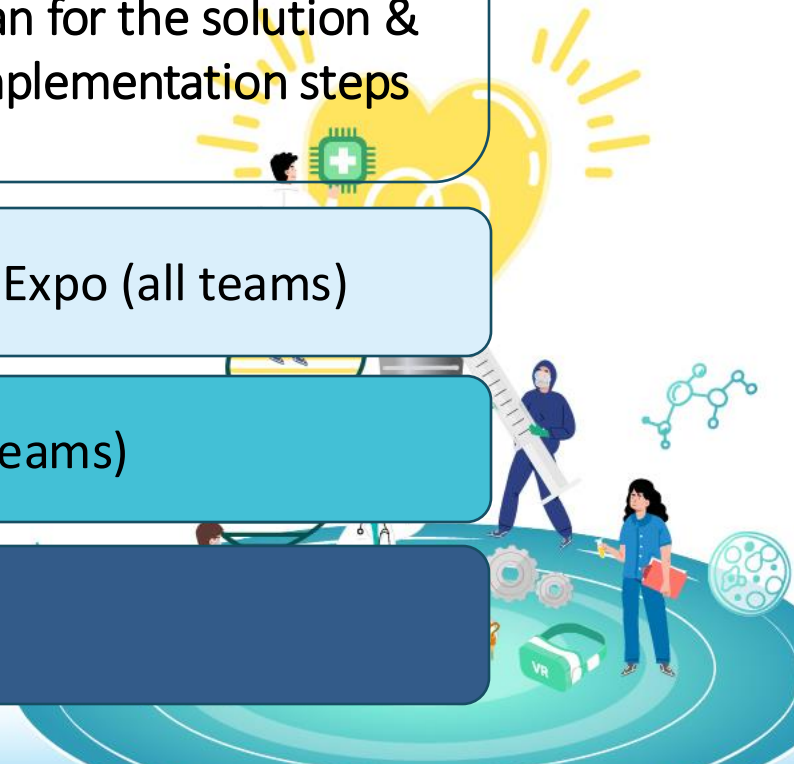 an for the solution &
plementation steps
Expo (all teams)
eams)
VR